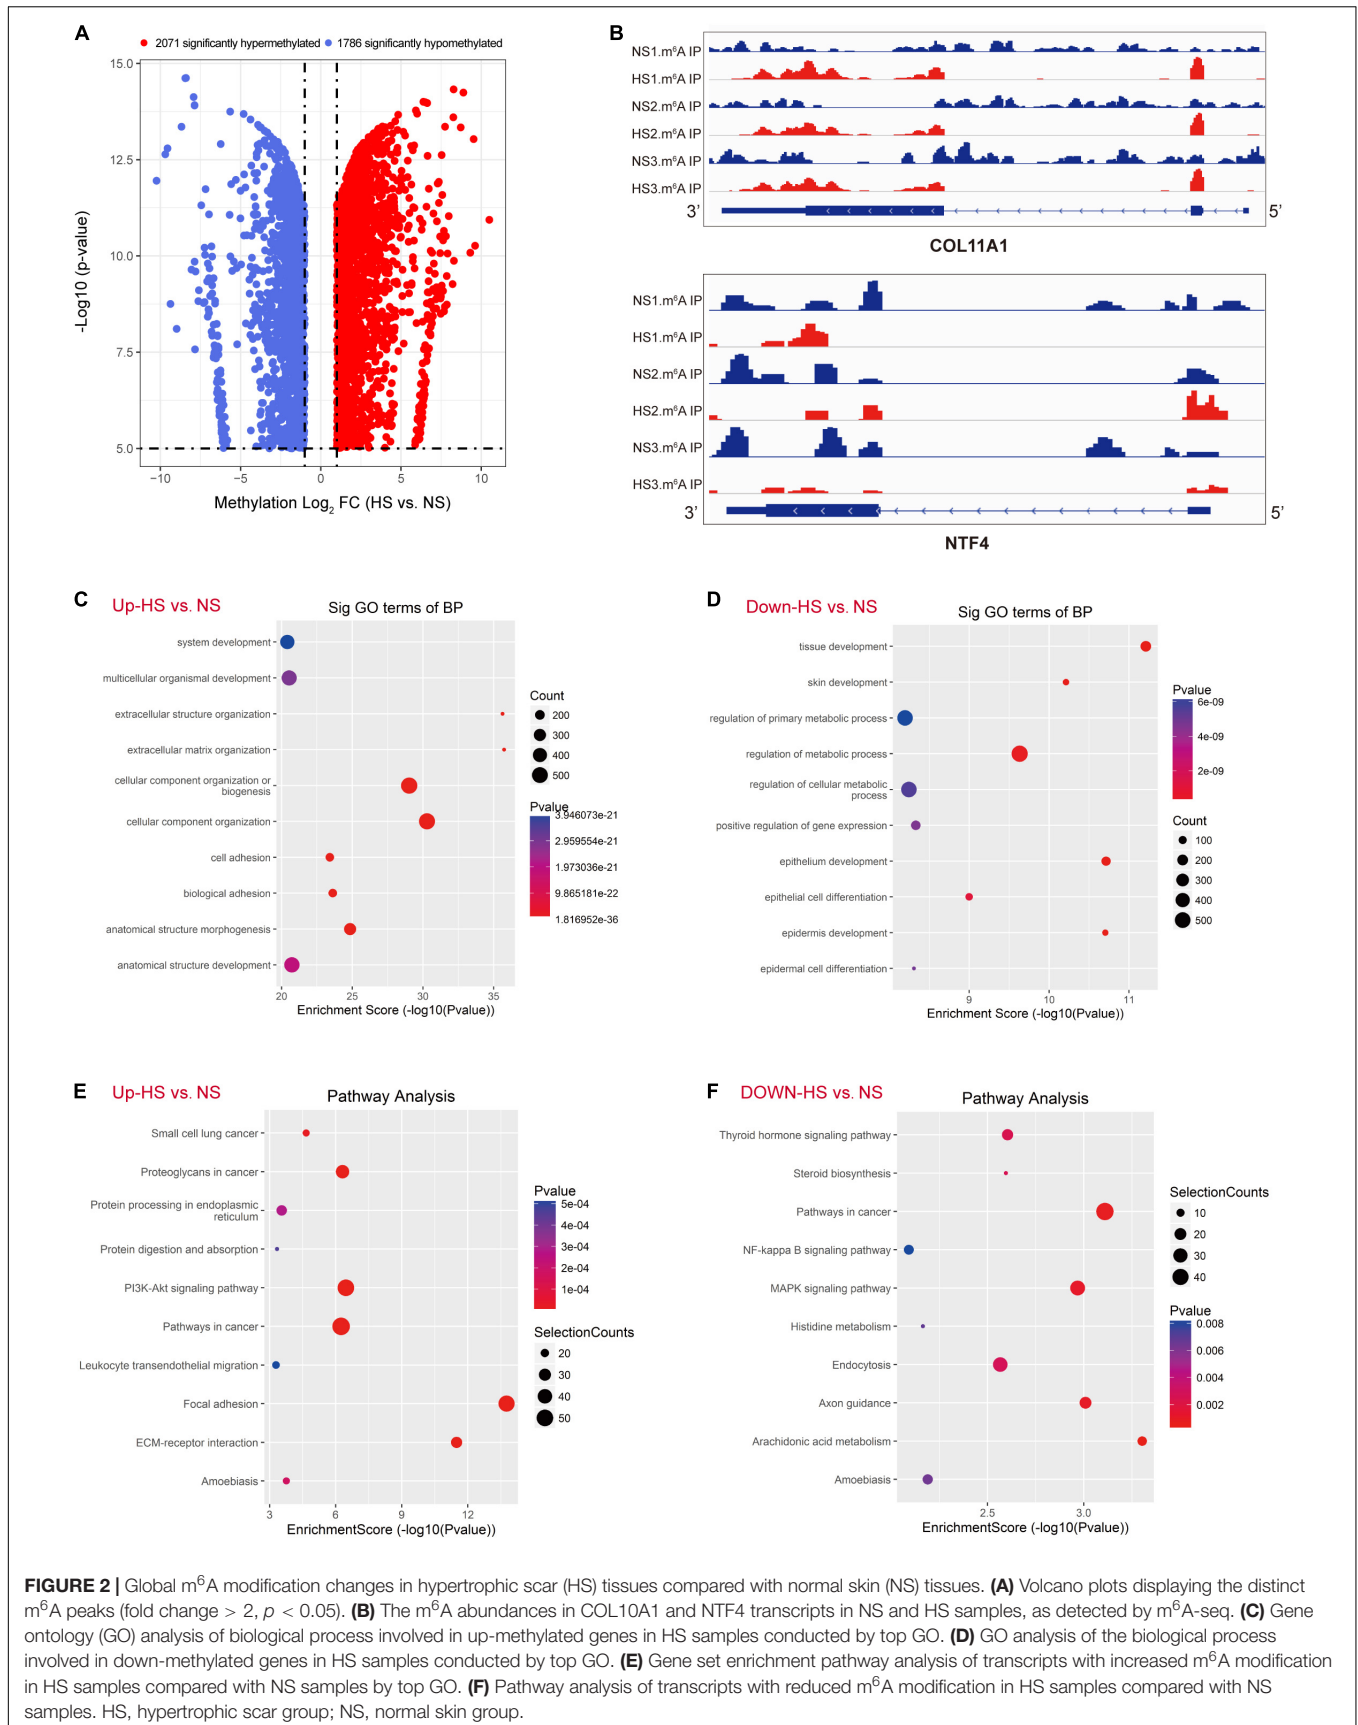 A
2071 significantly hypermethylated 1786 significantly hypomethylated
15.0
12.5
10.0
7.5
5.0
-Log10 (p-value)
−10 −5 0 5 10
Methylation Log2 FC (HS vs. NS)
B
NS1.m6A IP
HS1.m6A IP
NS2.m6A IP
HS2.m6A IP
NS3.m6A IP
HS3.m6A IP
3’ 5’
COL11A1
NS1.m6A IP
HS1.m6A IP
NS2.m6A IP
HS2.m6A IP
NS3.m6A IP
HS3.m6A IP
3’ 5’
NTF4
C Up-HS vs. NS
Sig GO terms of BP
system development
multicellular organismal development
extracellular structure organization
extracellular matrix organization
cellular component organization or
biogenesis
cellular component organization
cell adhesion
biological adhesion
anatomical structure morphogenesis
anatomical structure development
20 25 30 35
Enrichment Score (-log10(Pvalue))
Count
200
300
400
500
Pvalue
3.946073e-21
2.959554e-21
1.973036e-21
9.865181e-22
1.816952e-36
D Down-HS vs. NS
Sig GO terms of BP
tissue development
skin development
regulation of primary metabolic process
regulation of metabolic process
regulation of cellular metabolic
process
positive regulation of gene expression
epithelium development
epithelial cell differentiation
epidermis development
epidermal cell differentiation
9 10 11
Enrichment Score (-log10(Pvalue))
Pvalue
6e-09
4e-09
2e-09
Count
100
200
300
400
500
E Up-HS vs. NS
Pathway Analysis
Small cell lung cancer
Proteoglycans in cancer
Protein processing in endoplasmic
reticulum
Protein digestion and absorption
PI3K-Akt signaling pathway
Pathways in cancer
Leukocyte transendothelial migration
Focal adhesion
ECM-receptor interaction
Amoebiasis
3 6 9 12
EnrichmentScore (-log10(Pvalue))
Pvalue
5e-04
4e-04
3e-04
2e-04
1e-04
SelectionCounts
20
30
40
50
F DOWN-HS vs. NS
Pathway Analysis
Thyroid hormone signaling pathway
Steroid biosynthesis
Pathways in cancer
NF-kappa B signaling pathway
MAPK signaling pathway
Histidine metabolism
Endocytosis
Axon guidance
Arachidonic acid metabolism
Amoebiasis
2.5 3.0
EnrichmentScore (-log10(Pvalue))
SelectionCounts
10
20
30
40
Pvalue
0.008
0.006
0.004
0.002
FIGURE 2 | Global m6A modification changes in hypertrophic scar (HS) tissues compared with normal skin (NS) tissues. (A) Volcano plots displaying the distinct
m6A peaks (fold change > 2, p < 0.05). (B) The m6A abundances in COL10A1 and NTF4 transcripts in NS and HS samples, as detected by m6A-seq. (C) Gene
ontology (GO) analysis of biological process involved in up-methylated genes in HS samples conducted by top GO. (D) GO analysis of the biological process
involved in down-methylated genes in HS samples conducted by top GO. (E) Gene set enrichment pathway analysis of transcripts with increased m6A modification
in HS samples compared with NS samples by top GO. (F) Pathway analysis of transcripts with reduced m6A modification in HS samples compared with NS
samples. HS, hypertrophic scar group; NS, normal skin group.